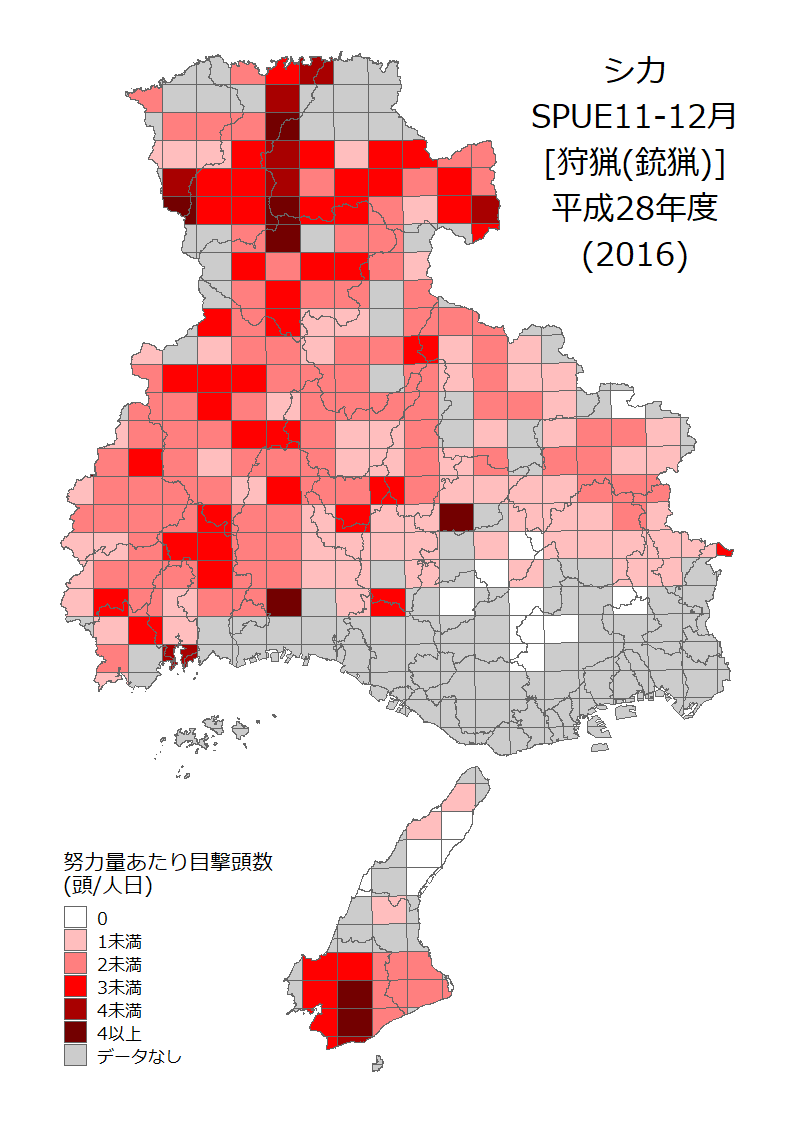 シカ
SPUE11-12月
[狩猟(銃猟)]
平成28年度
(2016)
努力量あたり目撃頭数
(頭/人日)
0
1未満
2未満
3未満
4未満
4以上
データなし